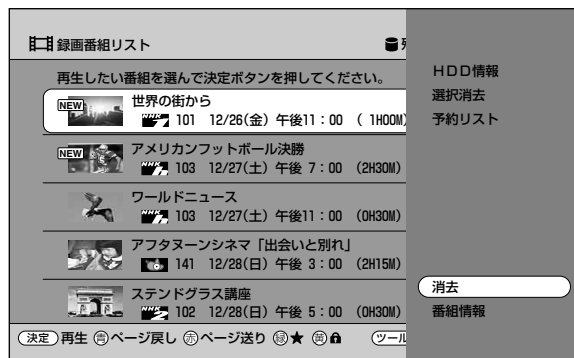 録画番組リスト
再生したい番組を選んで決定ボタンを押してください。
NEW
世界の街から
101 12/26(金) 午後11:00 ( 1H00M)
NEW
アメリカンフットボール決勝
103 12/27(土) 午後 7:00 (2H30M)
ワールドニュース
103 12/27(土) 午後11:00 (0H30M)
アフタヌーンシネマ「出会いと別れ」
141 12/28(日) 午後 3:00 (2H15M)
ステンドグラス講座
102 12/28(日) 午後 5:00 (0H30M)
決定 再生 青 ページ戻し 赤 ページ送り 緑 ★ 黄 ツール
HDD情報
選択消去
予約リスト
消去
番組情報